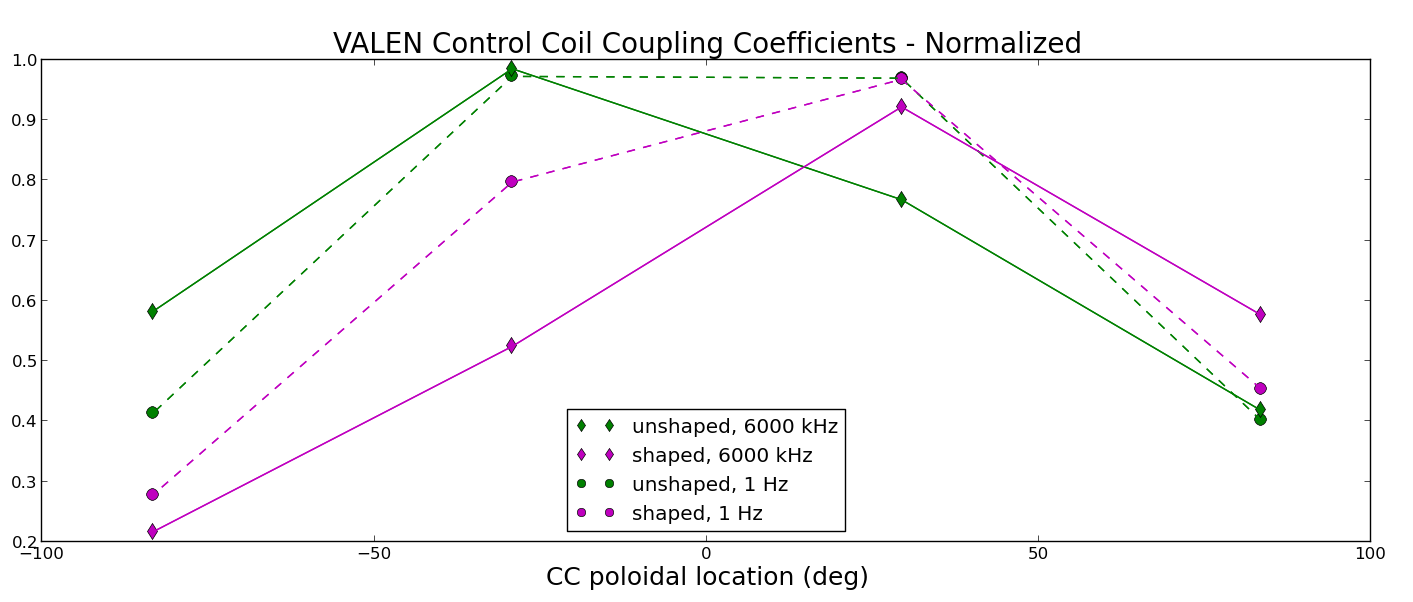 VALEN Control Coil Coupling Coefficients - Normalized
1.0
0.9
0.8
0.7
0.6
0.5
0.4
0.3
0.2
unshaped, 6000 kHz
shaped, 6000 kHz
unshaped, 1 Hz
shaped, 1 Hz
−100 −50 0 50 100
CC poloidal location (deg)